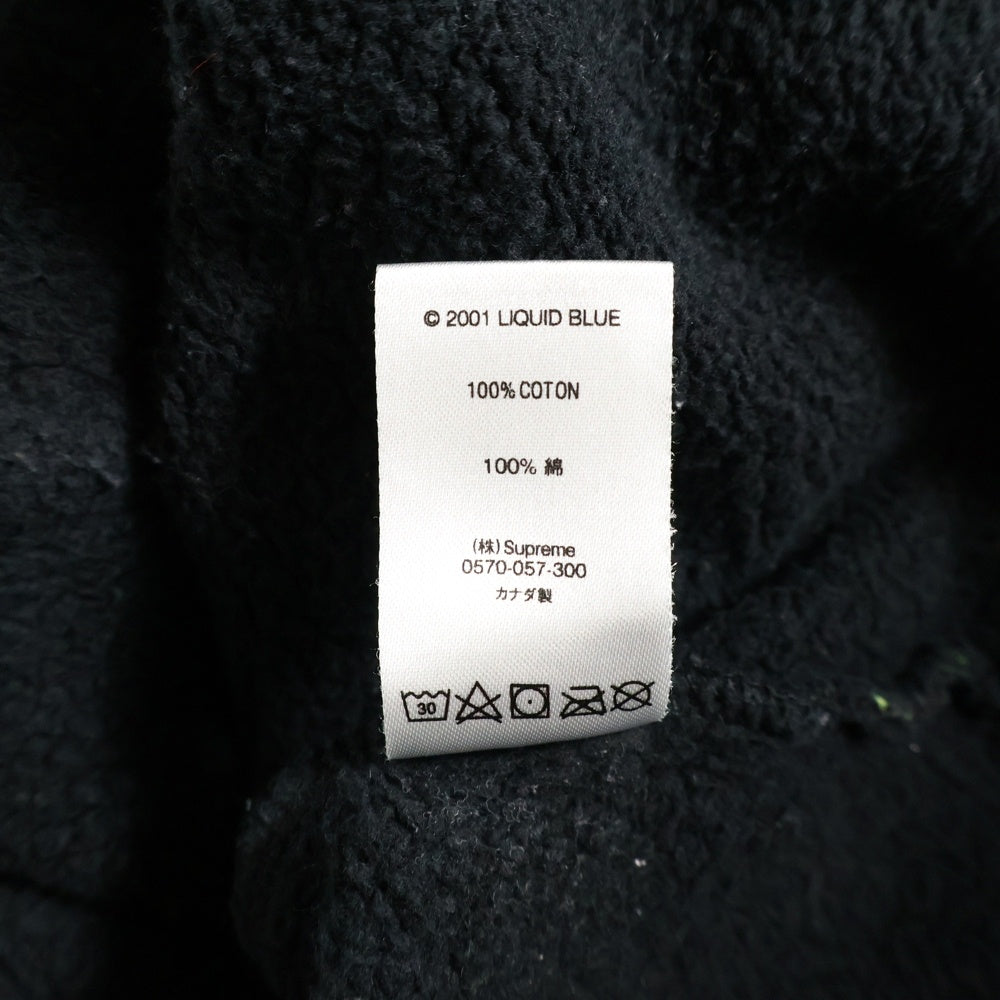 © 2001 LIQUID BLUE
100% COTON
100% 綿
(株) Supreme
0570-057-300
カナダ製
30